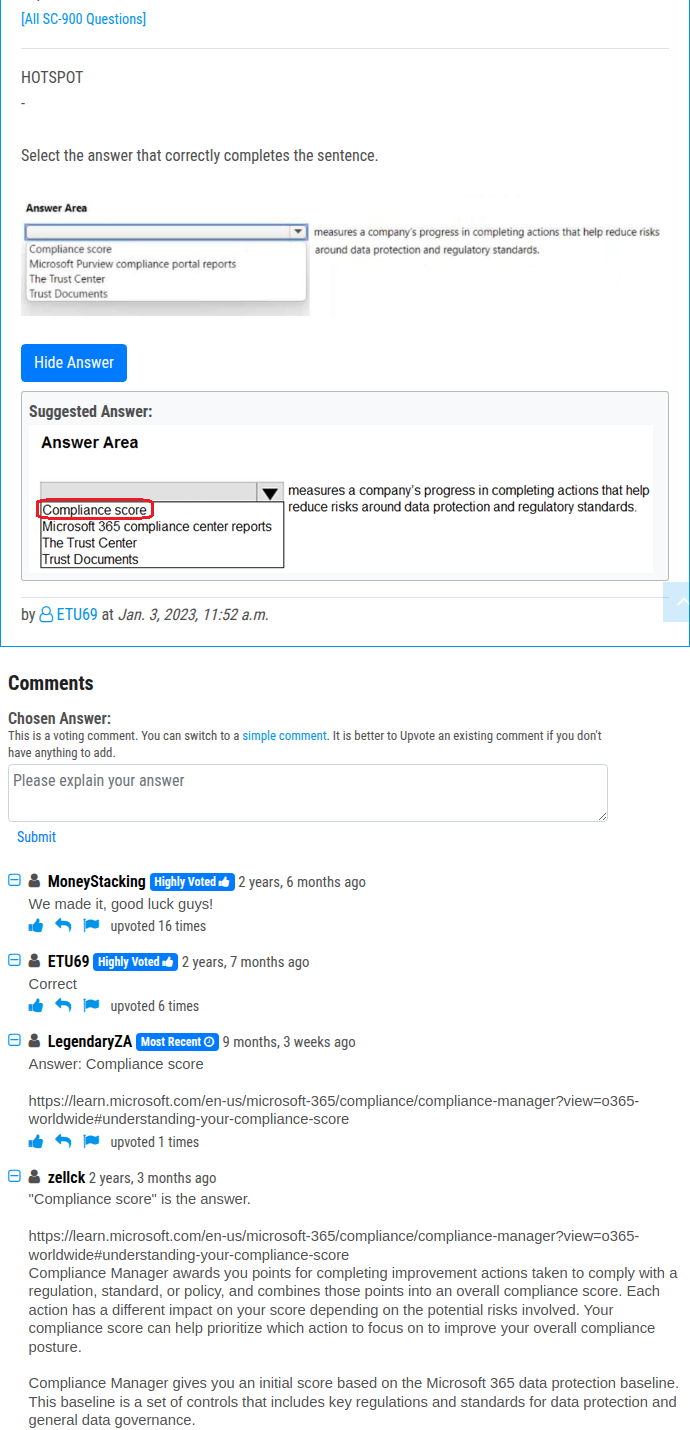 [All SC-900 Questions]
HOTSPOT
-
Select the answer that correctly completes the sentence.
Answer Area
measures a company's progress in completing actions that help reduce risks
around data protection and regulatory standards.
Compliance score
Microsoft Purview compliance portal reports
The Trust Center
Trust Documents
Hide Answer
Suggested Answer:
Answer Area
measures a company's progress in completing actions that help
reduce risks around data protection and regulatory standards.
Compliance score
Microsoft 365 compliance center reports
The Trust Center
Trust Documents
by ETU69 at Jan. 3, 2023, 11:52 a.m.
Comments
Chosen Answer:
This is a voting comment. You can switch to a simple comment. It is better to Upvote an existing comment if you don't
have anything to add.
Please explain your answer
Submit
MoneyStacking Highly Voted 2 years, 6 months ago
We made it, good luck guys!
upvoted 16 times
ETU69 Highly Voted 2 years, 7 months ago
Correct
upvoted 6 times
LegendaryZA Most Recent 9 months, 3 weeks ago
Answer: Compliance score
https://learn.microsoft.com/en-us/microsoft-365/compliance/compliance-manager?view=o365-
worldwide#understanding-your-compliance-score
upvoted 1 times
zellck 2 years, 3 months ago
"Compliance score" is the answer.
https://learn.microsoft.com/en-us/microsoft-365/compliance/compliance-manager?view=o365-
worldwide#understanding-your-compliance-score
Compliance Manager awards you points for completing improvement actions taken to comply with a
regulation, standard, or policy, and combines those points into an overall compliance score. Each
action has a different impact on your score depending on the potential risks involved. Your
compliance score can help prioritize which action to focus on to improve your overall compliance
posture.
Compliance Manager gives you an initial score based on the Microsoft 365 data protection baseline.
This baseline is a set of controls that includes key regulations and standards for data protection and
general data governance.